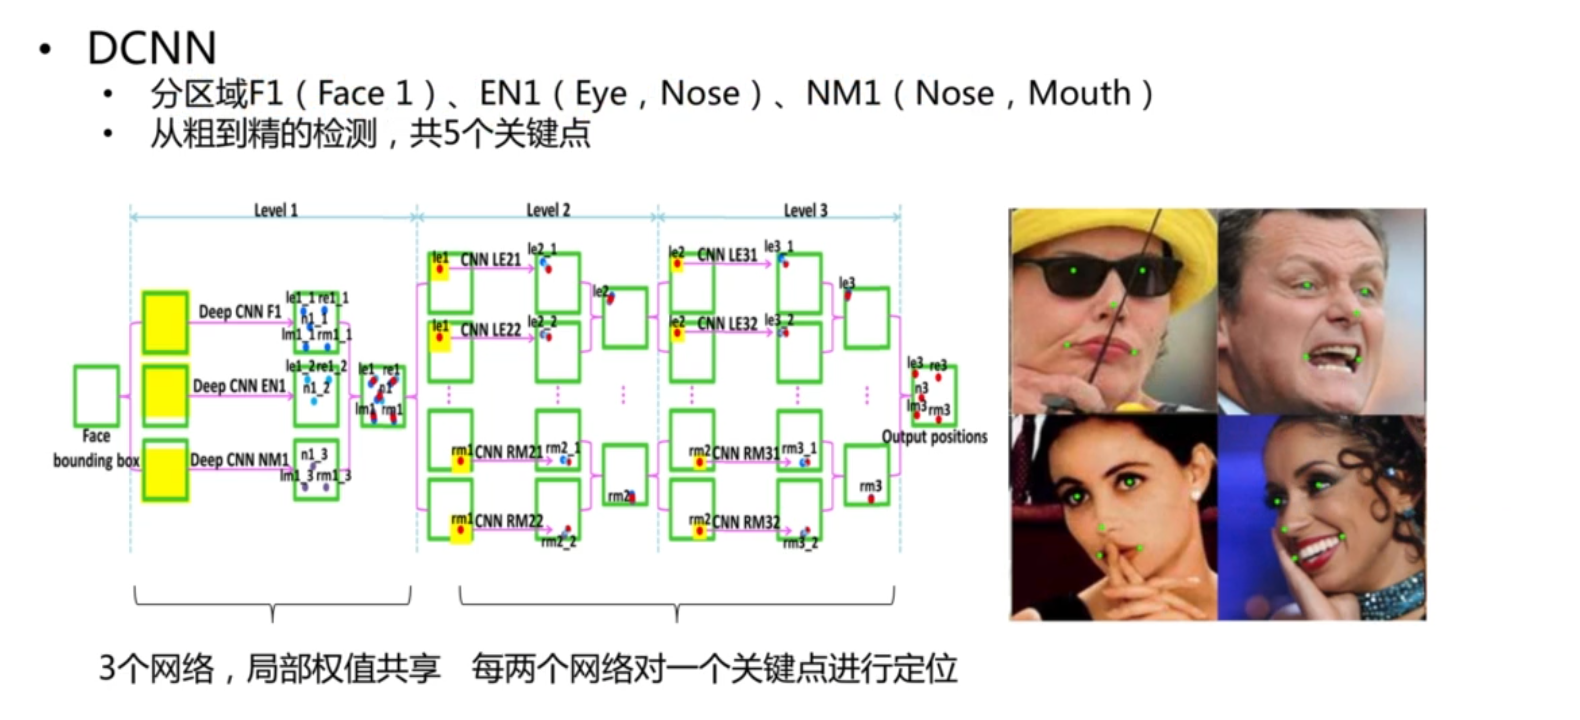 DCNN
分区域F1（Face 1）、EN1（Eye，Nose）、NM1（Nose，Mouth）
从粗到精的检测，共5个关键点
Level 1
Level 2
Level 3
Face
bounding box
Deep CNN F1
le1_1 re1_1
n1_1
lm1_1 rm1_1
Deep CNN EN1
le1_2 re1_2
n1_2
Deep CNN NM1
n1_3
lm1_3 rm1_3
le1 re1
n1
lm1 rm1
le1 CNN LE21 le2_1
le1 CNN LE22 le2_2
le2
rm1 CNN RM21 rm2_1
rm1 CNN RM22 rm2_2
rm2
le2 CNN LE31 le3_1
le2 CNN LE32 le3_2
le3
rm2 CNN RM31 rm3_1
rm2 CNN RM32 rm3_2
rm3
le3 re3
n3
lm3 rm3
Output positions
3个网络，局部权值共享
每两个网络对一个关键点进行定位